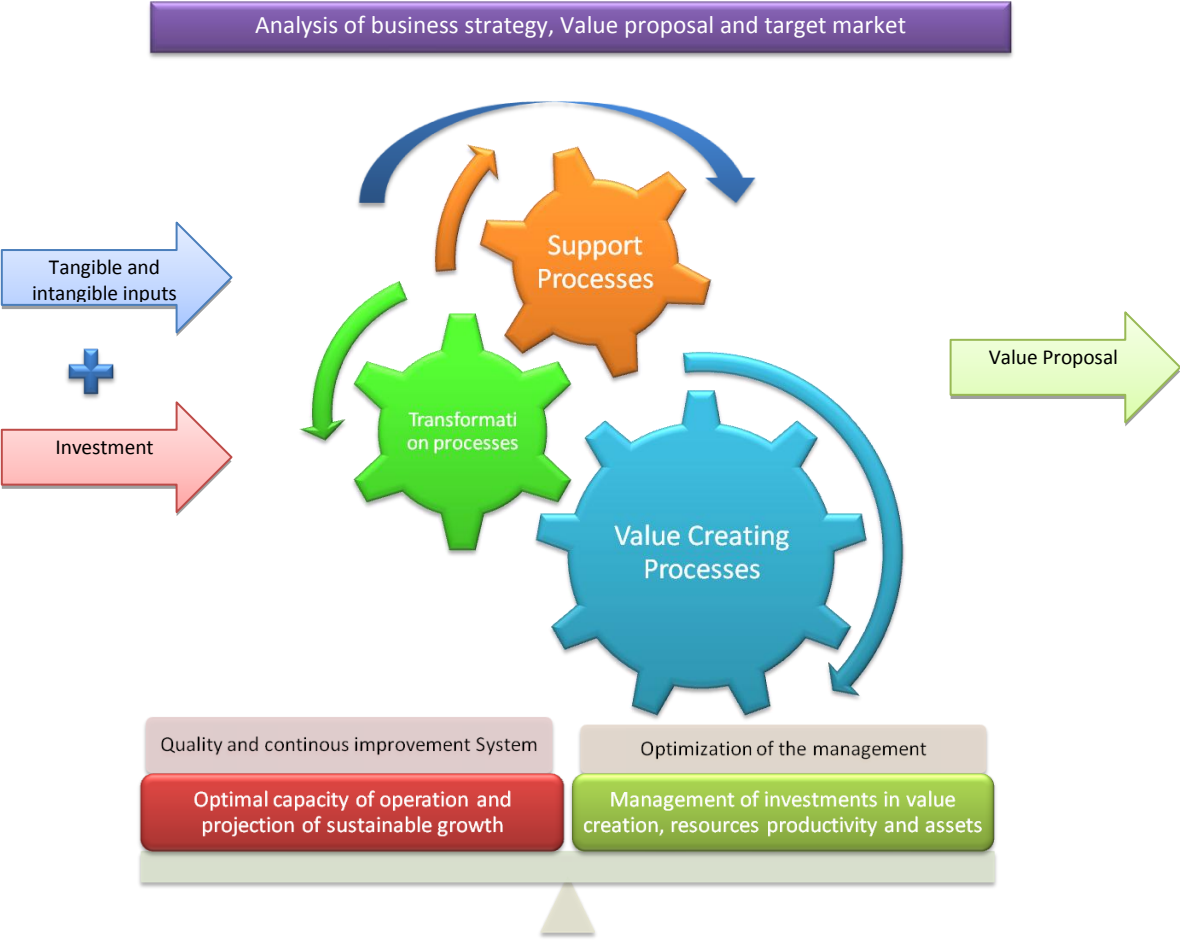 Analysis of business strategy, Value proposal and target market
Support
Processes
Tangible and
intangible inputs
Value Proposal
Transformati
on processes
Investment
Value Creating
Processes
Quality and continous improvement System
Optimization of the management
Optimal capacity of operation and
projection of sustainable growth
Management of investments in value
creation, resources productivity and assets